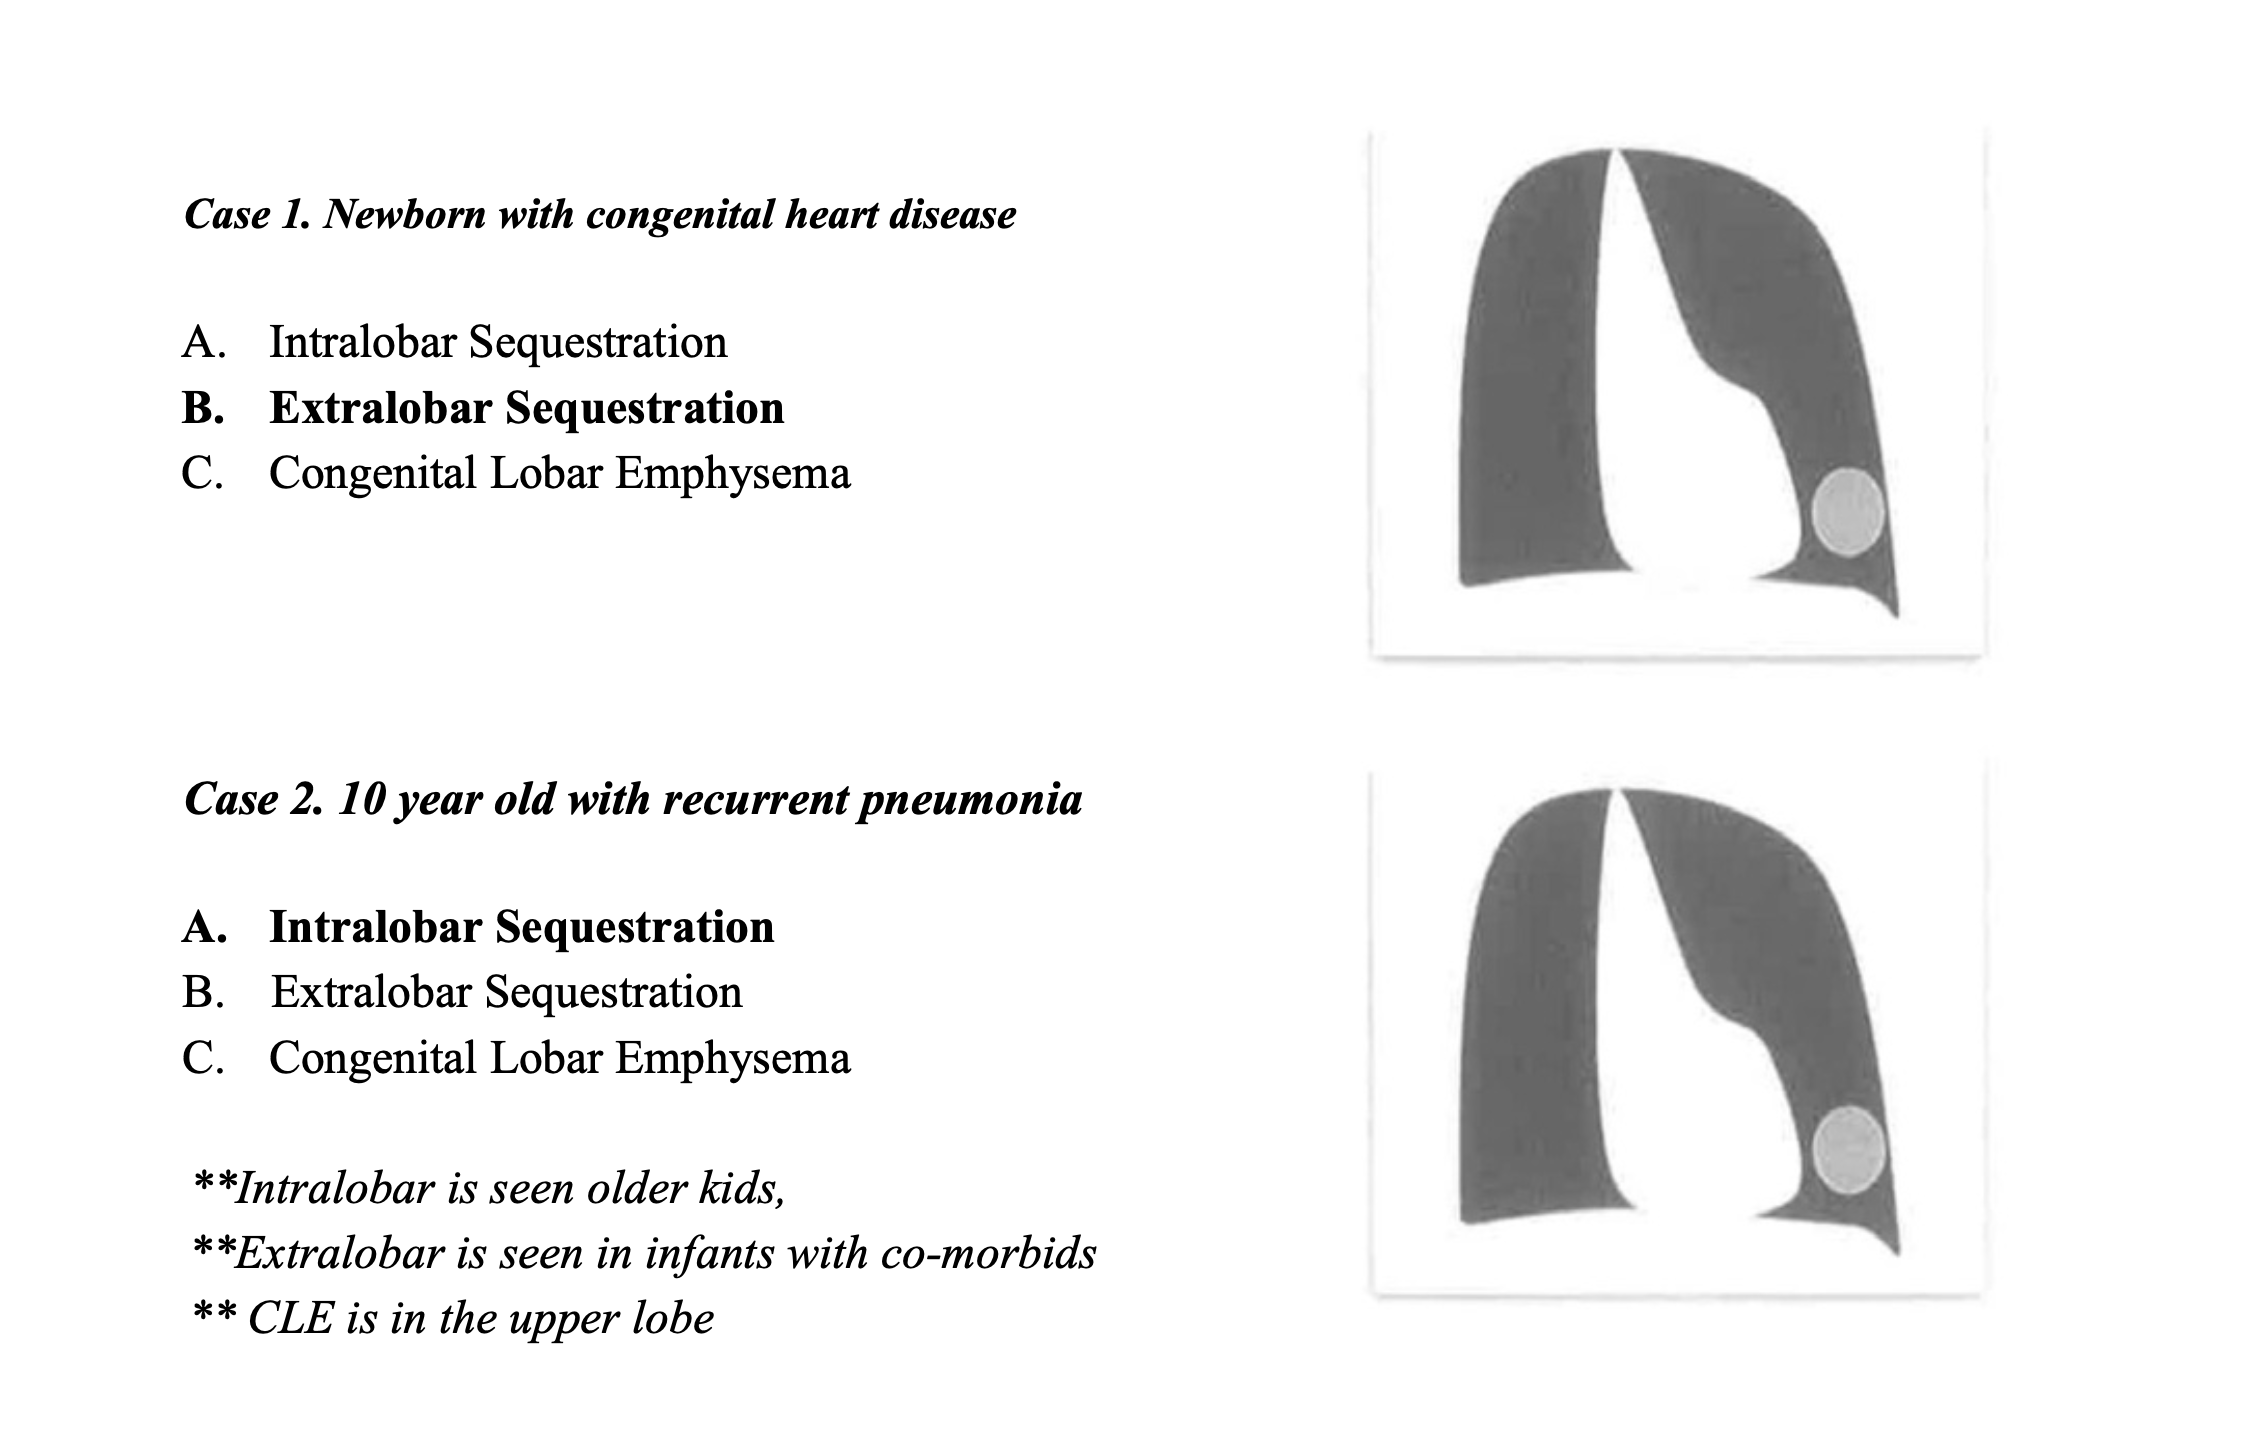 Case 1. Newborn with congenital heart disease
A. Intralobar Sequestration
B. Extralobar Sequestration
C. Congenital Lobar Emphysema
Case 2. 10 year old with recurrent pneumonia
A. Intralobar Sequestration
B. Extralobar Sequestration
C. Congenital Lobar Emphysema
**Intralobar is seen older kids,
**Extralobar is seen in infants with co-morbids
** CLE is in the upper lobe